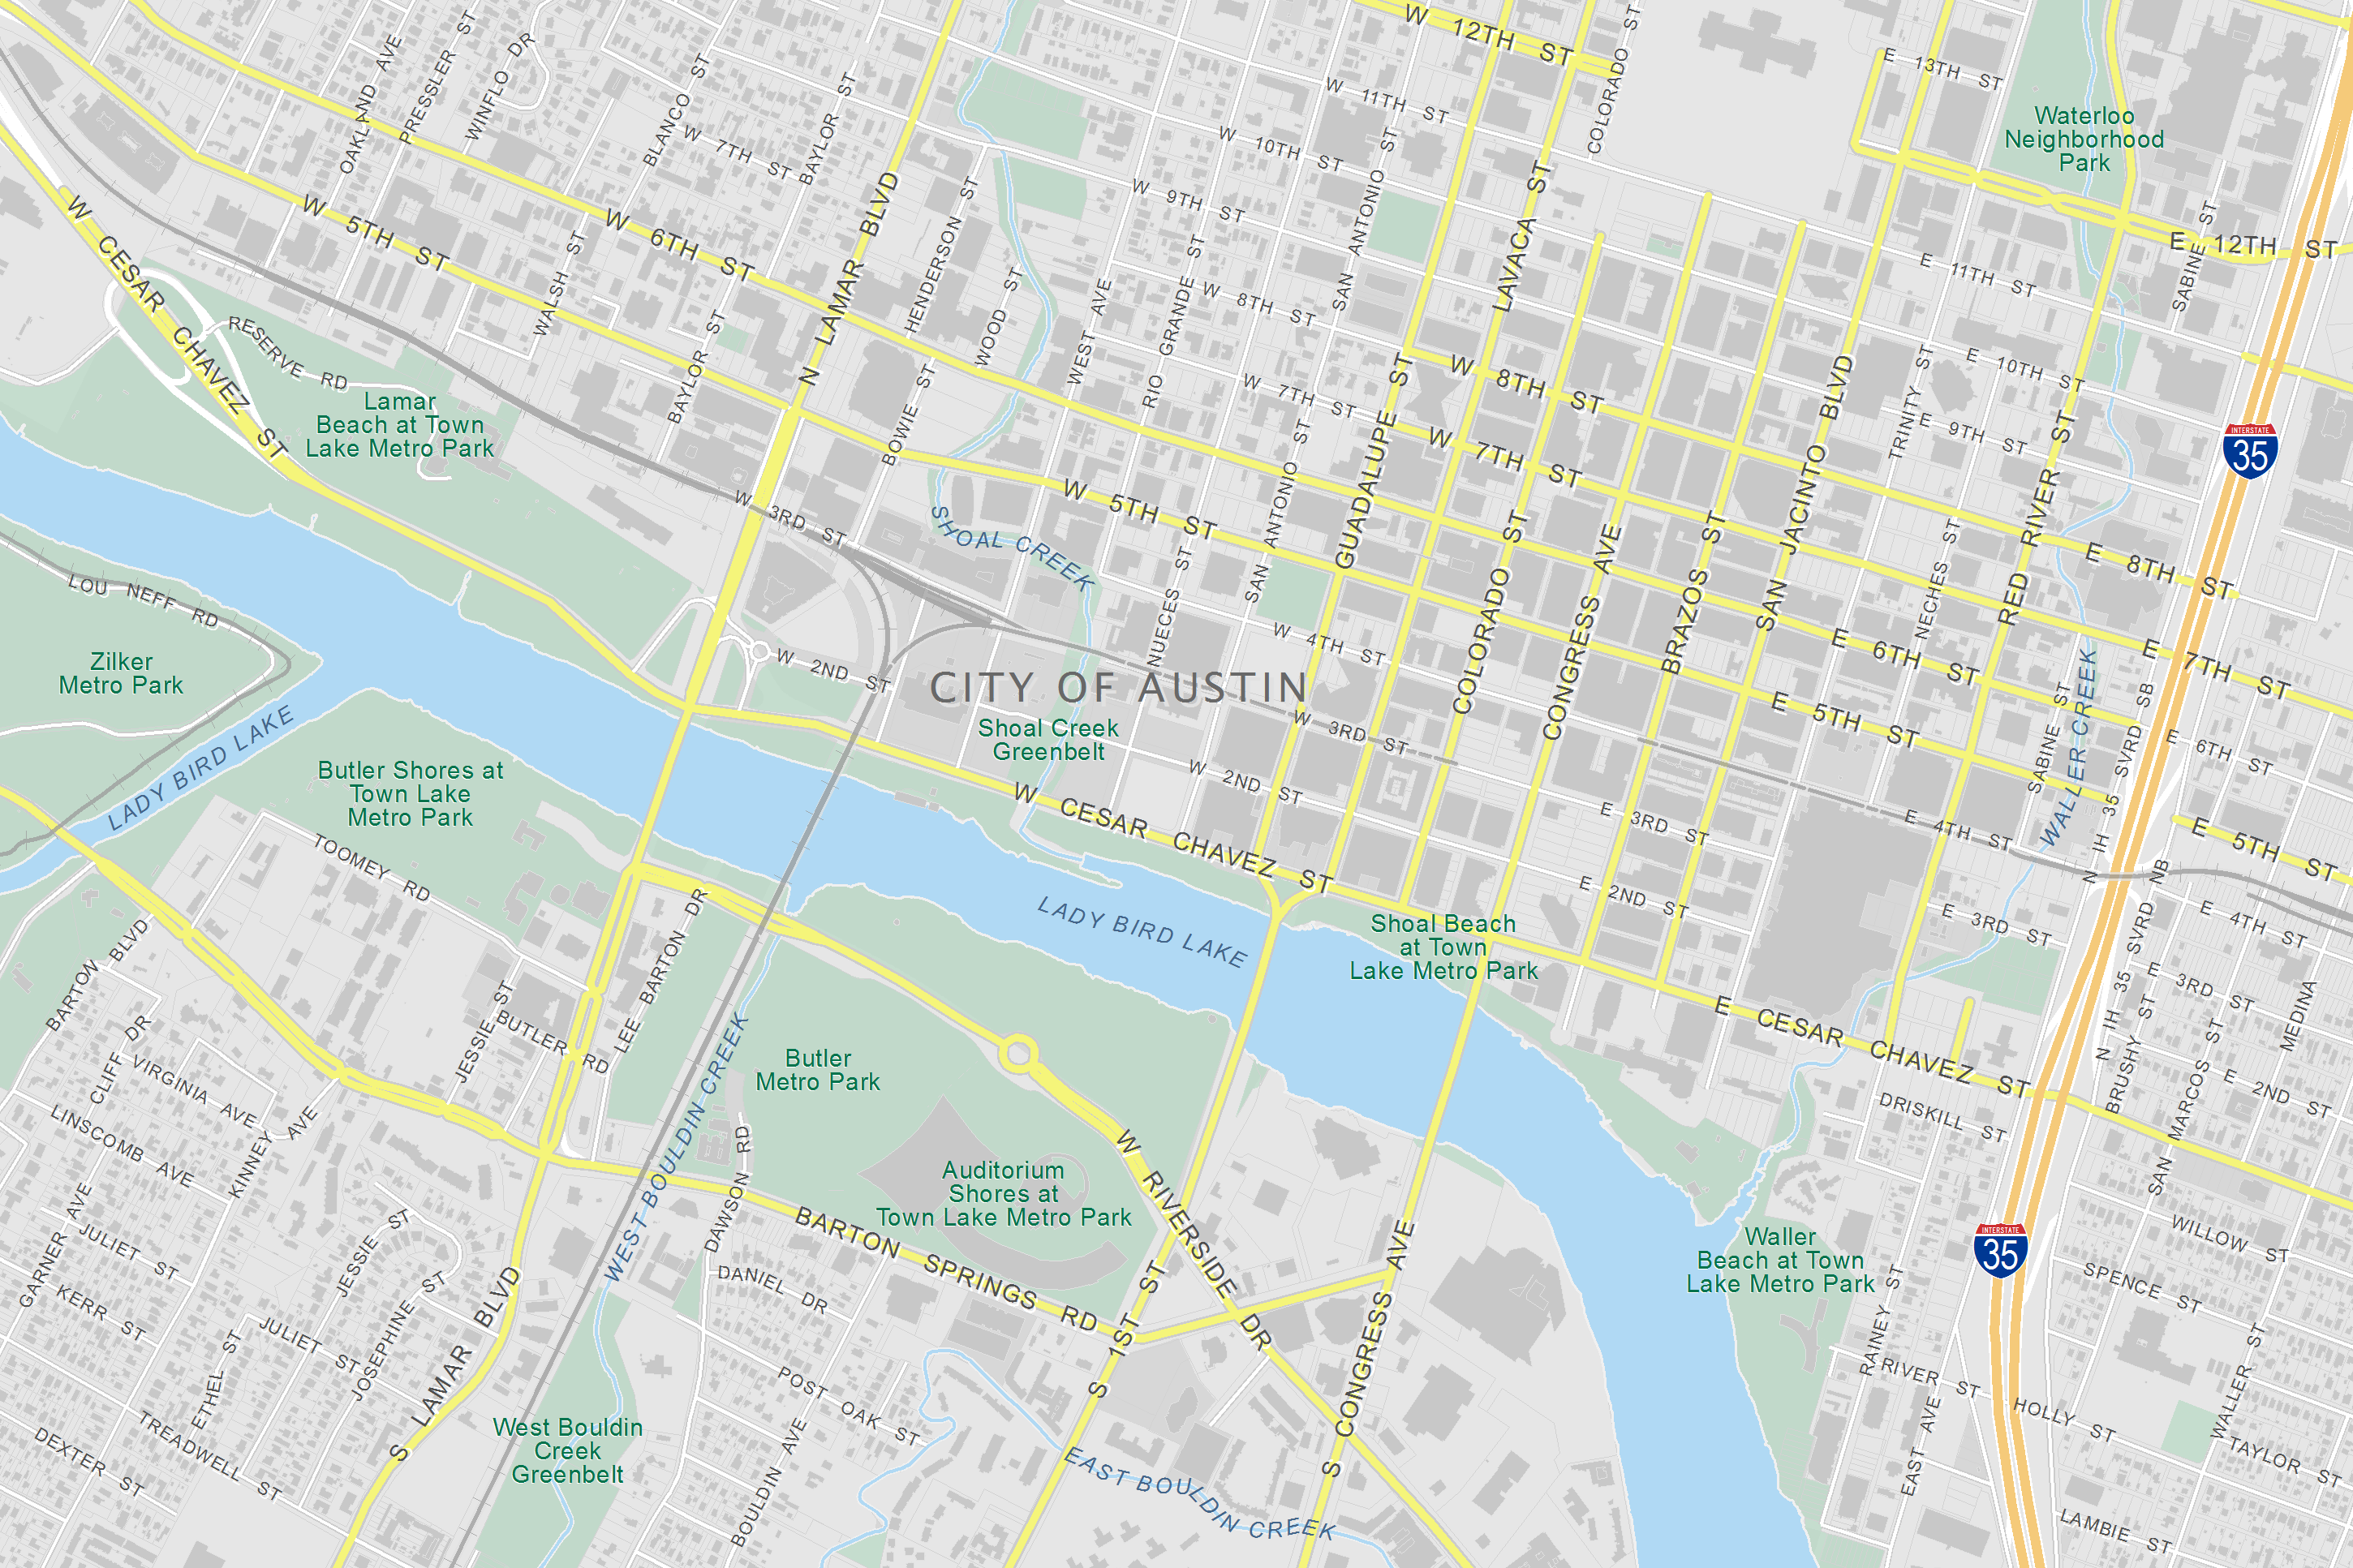 W 12TH ST
COLORADO ST
E 13TH ST
OAKLAND AVE
PRESSLER ST
WINFLO DR
BLANCO ST
W 7TH ST
BAYLOR ST
W 11TH ST
W 10TH ST
W 9TH ST
W 8TH ST
W 7TH ST
SAN ANTONIO ST
Waterloo
Neighborhood
Park
SABINE ST
E 12TH ST
E 11TH ST
E 10TH ST
E 9TH ST
W CESAR CHAVEZ ST
W 5TH ST
W 6TH ST
N LAMAR BLVD
HENDERSON ST
WOOD ST
WEST AVE
RIO GRANDE ST
LAVACA ST
WALSH ST
BAYLOR ST
BOWIE ST
RESERVE RD
Lamar
Beach at Town
Lake Metro Park
GUADALUPE ST
W 8TH ST
W 7TH ST
SAN JACINTO BLVD
TRINITY ST
RED RIVER ST
INTERSTATE
35
W 3RD ST
SHOAL CREEK
W 5TH ST
SAN ANTONIO ST
NUECES ST
W 4TH ST
COLORADO ST
CONGRESS AVE
BRAZOS ST
NECHES ST
E 8TH ST
E 7TH ST
E 6TH ST
E 5TH ST
LOU NEFF RD
Zilker
Metro Park
LADY BIRD LAKE
W 2ND ST
CITY OF AUSTIN
Shoal Creek
Greenbelt
W 3RD ST
W 2ND ST
W CESAR CHAVEZ ST
SABINE ST
WALLER CREEK
N IH 35 SVRD SB
E 6TH ST
E 5TH ST
E 4TH ST
E 3RD ST
E 2ND ST
Butler Shores at
Town Lake
Metro Park
TOOMEY RD
LEE BARTON DR
LADY BIRD LAKE
Shoal Beach
at Town
Lake Metro Park
E 3RD ST
N IH 35 SVRD NB
E 4TH ST
E 3RD ST
E 2ND ST
MEDINA
E CESAR CHAVEZ ST
BRUSHY ST
SAN MARCOS ST
DRISKILL ST
BARTON BLVD
CLIFF DR
VIRGINIA AVE
LINSCOMB AVE
KINNEY AVE
JESSIE ST
BUTLER RD
Butler
Metro Park
WEST BOULDIN CREEK
DAWSON RD
Auditorium
Shores at
Town Lake Metro Park
W RIVERSIDE DR
BARTON SPRINGS RD
DANIEL DR
S 1ST ST
S CONGRESS AVE
Waller
Beach at Town
Lake Metro Park
INTERSTATE
35
WILLOW ST
SPENCE ST
RAINEY ST
RIVER ST
EAST AVE
HOLLY ST
WALLER ST
TAYLOR ST
LAMBIE ST
GARNER AVE
JULIET ST
KERR ST
JESSIE ST
JOSEPHINE ST
JULIET ST
ETHEL ST
TREADWELL ST
DEXTER ST
S LAMAR BLVD
West Bouldin
Creek
Greenbelt
POST OAK ST
BOULDIN AVE
EAST BOULDIN CREEK